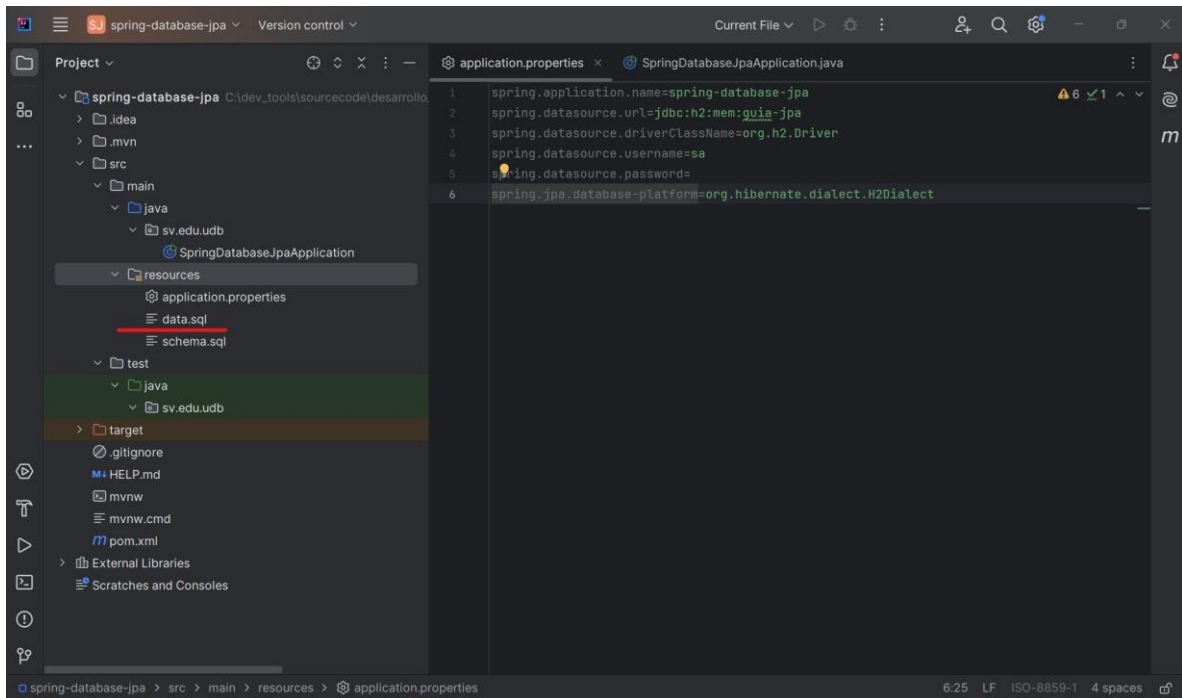 SJ spring-database-jpa Version control Current File
Project
application.properties SpringDatabaseJpaApplication.java
spring-database-jpa C:\dev_tools\sourcecode\desarrollo
.idea
.mvn
src
main
java
sv.edu.udb
SpringDatabaseJpaApplication
resources
application.properties
data.sql
schema.sql
test
java
sv.edu.udb
target
.gitignore
M↓ HELP.md
mvnw
mvnw.cmd
m pom.xml
External Libraries
Scratches and Consoles
1 spring.application.name=spring-database-jpa
2 spring.datasource.url=jdbc:h2:mem:guia-jpa
3 spring.datasource.driverClassName=org.h2.Driver
4 spring.datasource.username=sa
5 spring.datasource.password=
6 spring.jpa.database-platform=org.hibernate.dialect.H2Dialect
6 1
m
spring-database-jpa > src > main > resources > application.properties 6:25 LF ISO-8859-1 4 spaces